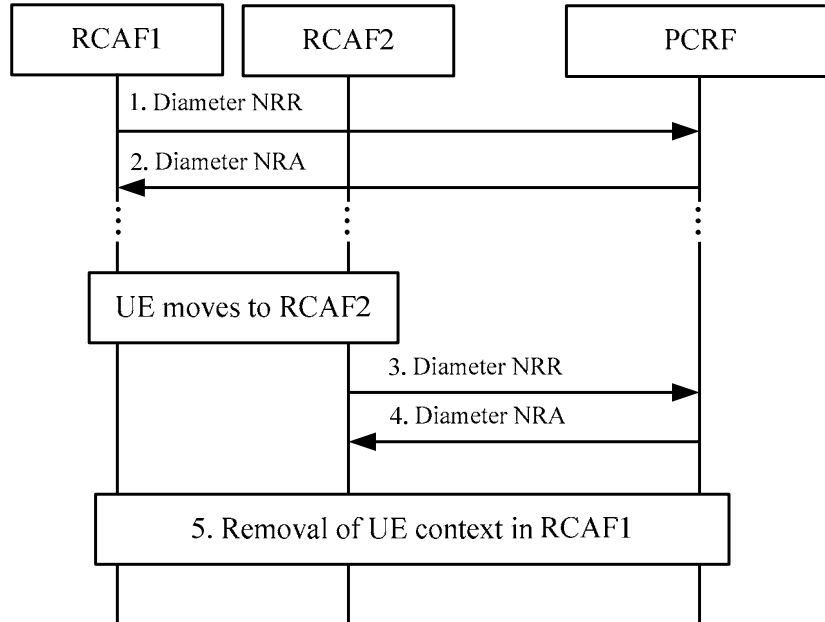 RCAF1
RCAF2
PCRF
1. Diameter NRR
2. Diameter NRA
UE moves to RCAF2
3. Diameter NRR
4. Diameter NRA
5. Removal of UE context in RCAF1